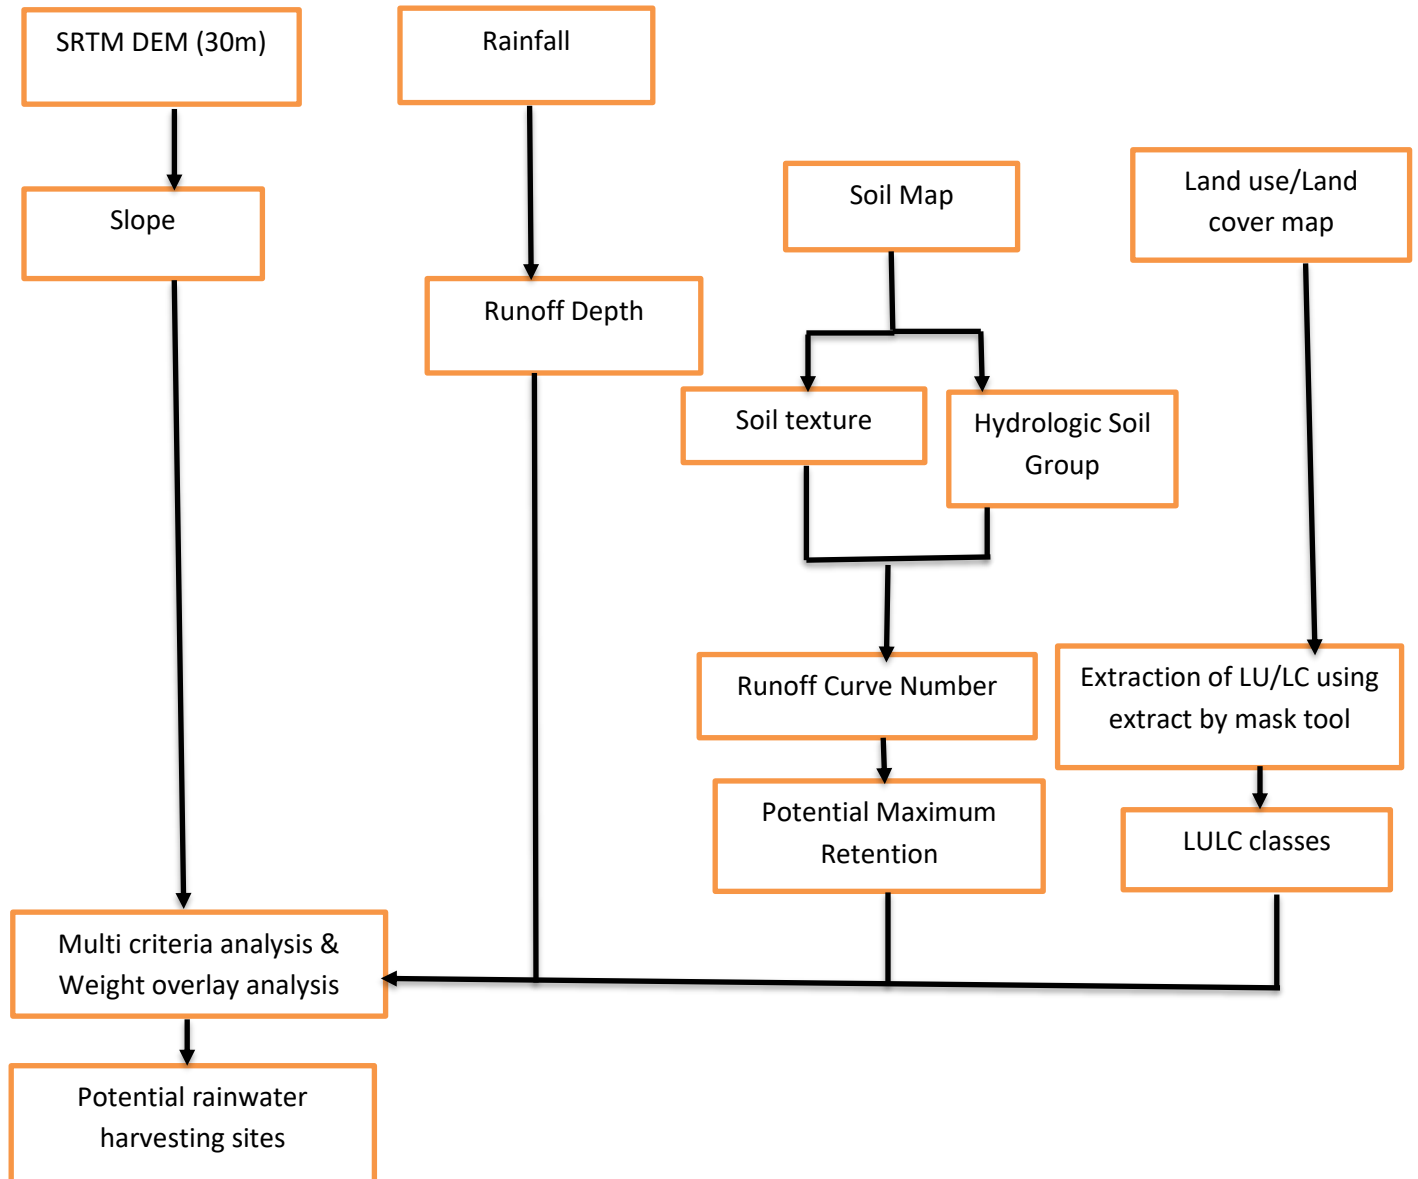 SRTM DEM (30m)
Rainfall
Soil Map
Land use/Land
cover map
Slope
Runoff Depth
Soil texture
Hydrologic Soil
Group
Runoff Curve Number
Extraction of LU/LC using
extract by mask tool
Potential Maximum
Retention
LULC classes
Multi criteria analysis &
Weight overlay analysis
Potential rainwater
harvesting sites